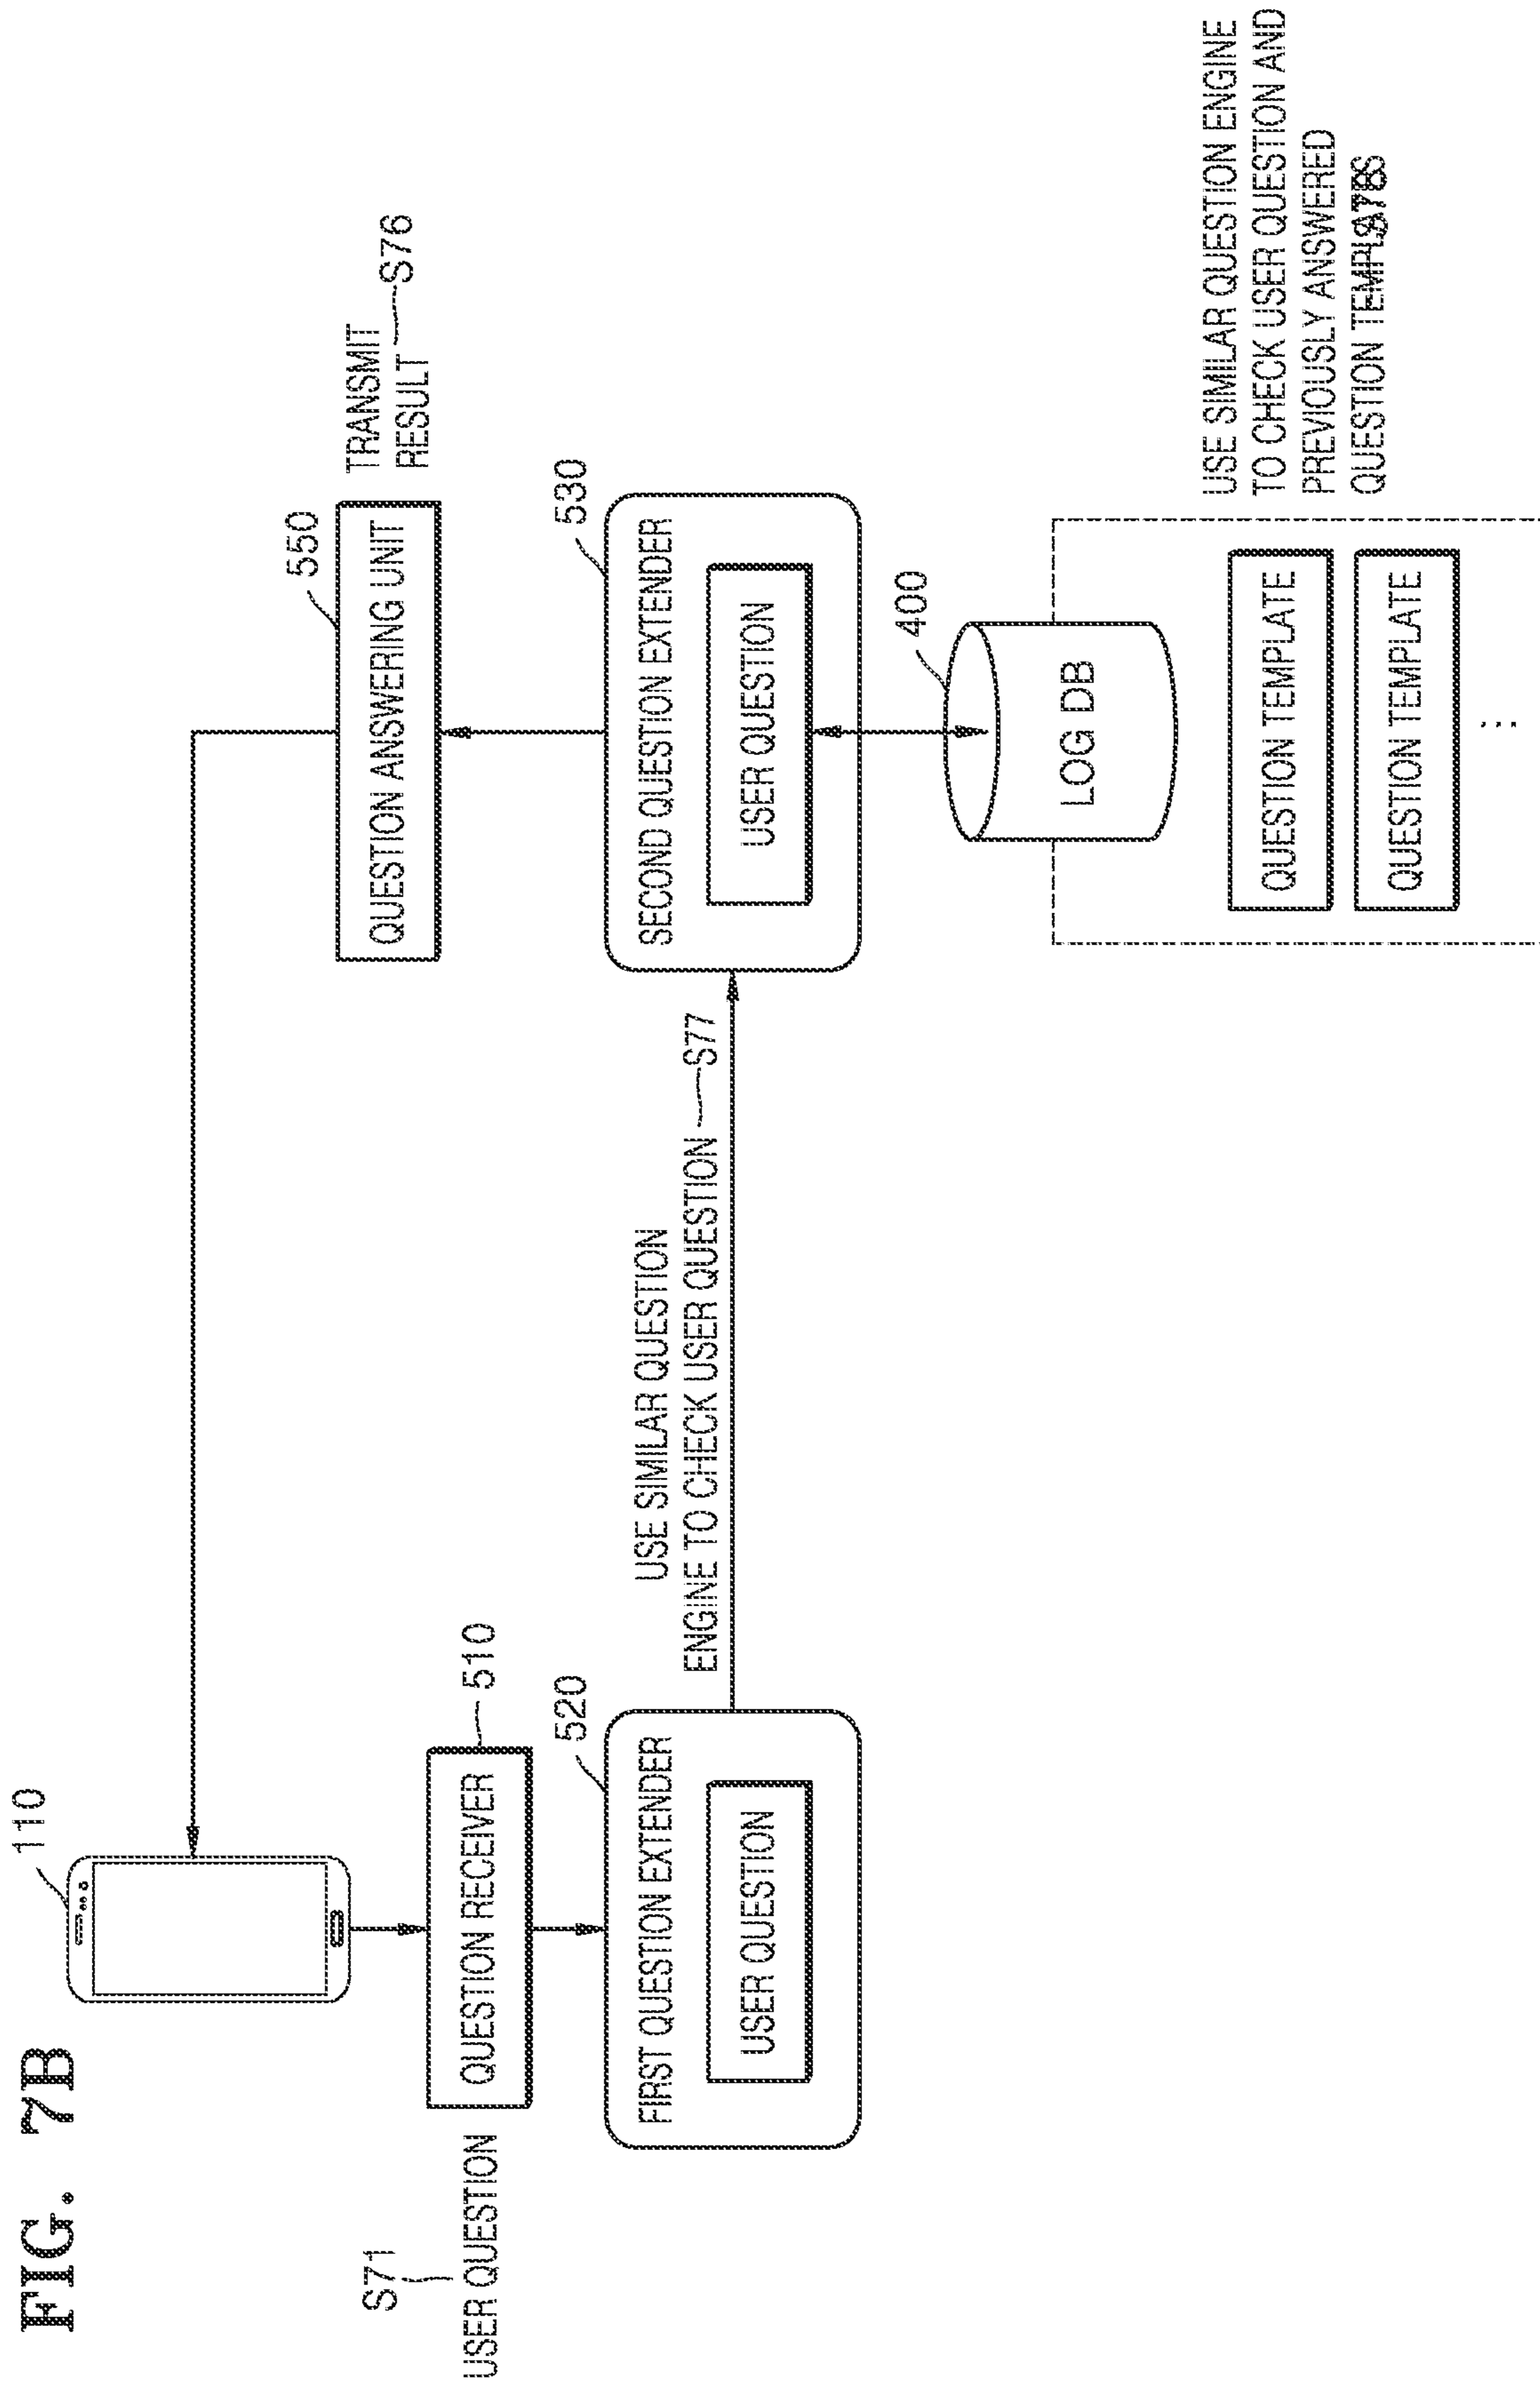 FIG. 7B
110
S71
USER QUESTION
QUESTION RECEIVER
510
520
FIRST QUESTION EXTENDER
USER QUESTION
USE SIMILAR QUESTION
ENGINE TO CHECK USER QUESTION
S77
550
QUESTION ANSWERING UNIT
TRANSMIT
RESULT
S76
530
SECOND QUESTION EXTENDER
USER QUESTION
400
LOG DB
QUESTION TEMPLATE
QUESTION TEMPLATE
...
USE SIMILAR QUESTION ENGINE
TO CHECK USER QUESTION AND
PREVIOUSLY ANSWERED
QUESTION TEMPLATES